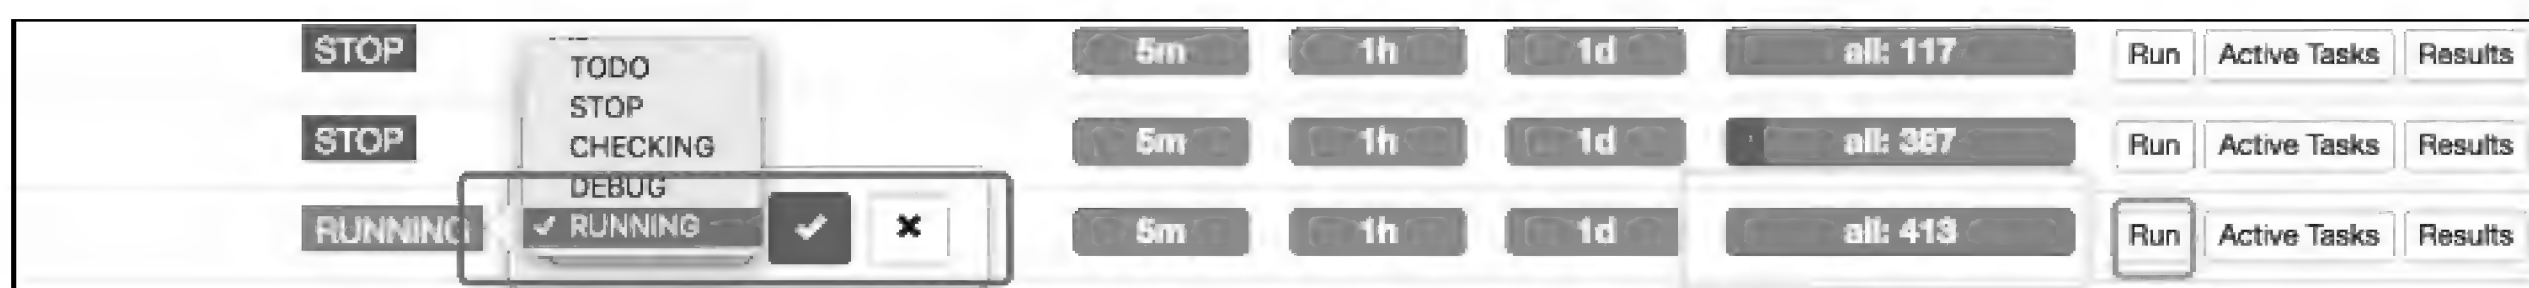 STOP 5m 1h 1d all: 117 Run Active Tasks Results
TODO
STOP
STOP 5m 1h 1d all: 387 Run Active Tasks Results
CHECKING
DEBUG
RUNNING ✓ RUNNING 5m 1h 1d all: 413 Run Active Tasks Results